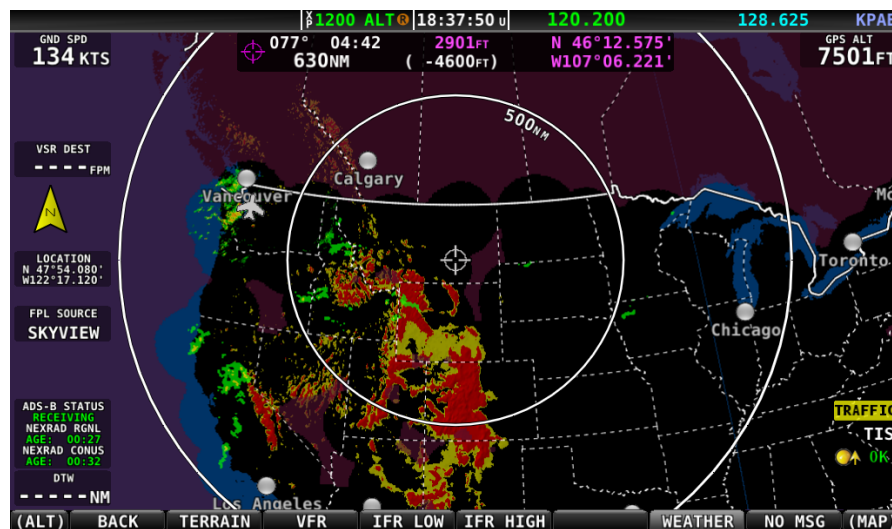 XP 1200 ALT R 18:37:50 U 120.200 128.625 KPAE
GND SPD
134 KTS
077° 04:42 2901FT N 46°12.575'
630NM ( -4600FT) W107°06.221'
GPS ALT
7501FT
500NM
VSR DEST
----FPM
Calgary
Vancouver
N
LOCATION
N 47°54.080'
W122°17.120'
Toronto
FPL SOURCE
SKYVIEW
Chicago
ADS-B STATUS
RECEIVING
NEXRAD RGNL
AGE: 00:27
NEXRAD CONUS
AGE: 00:32
TRAFFIC
TIS
OK
DTW
-----NM
Los Angeles
(ALT) BACK TERRAIN VFR IFR LOW IFR HIGH WEATHER NO MSG (MAP